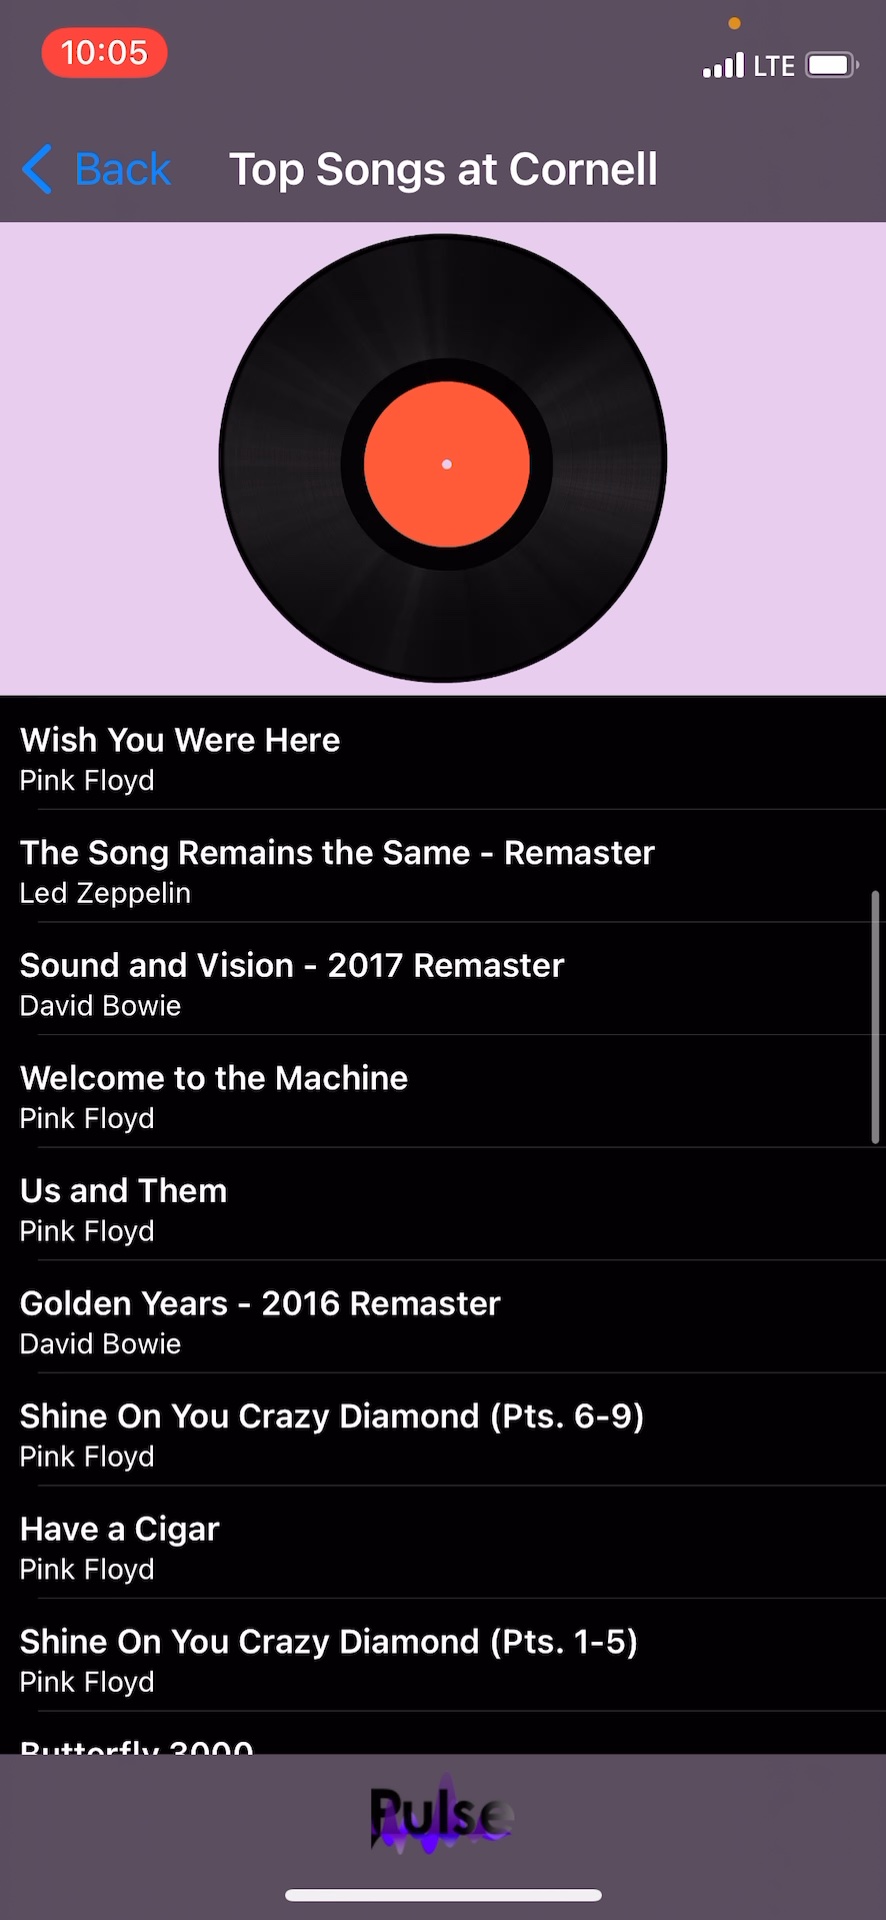 10:05
LTE
Back
Top Songs at Cornell
Wish You Were Here
Pink Floyd
The Song Remains the Same - Remaster
Led Zeppelin
Sound and Vision - 2017 Remaster
David Bowie
Welcome to the Machine
Pink Floyd
Us and Them
Pink Floyd
Golden Years - 2016 Remaster
David Bowie
Shine On You Crazy Diamond (Pts. 6-9)
Pink Floyd
Have a Cigar
Pink Floyd
Shine On You Crazy Diamond (Pts. 1-5)
Pink Floyd
Butterfly 3000
Pulse